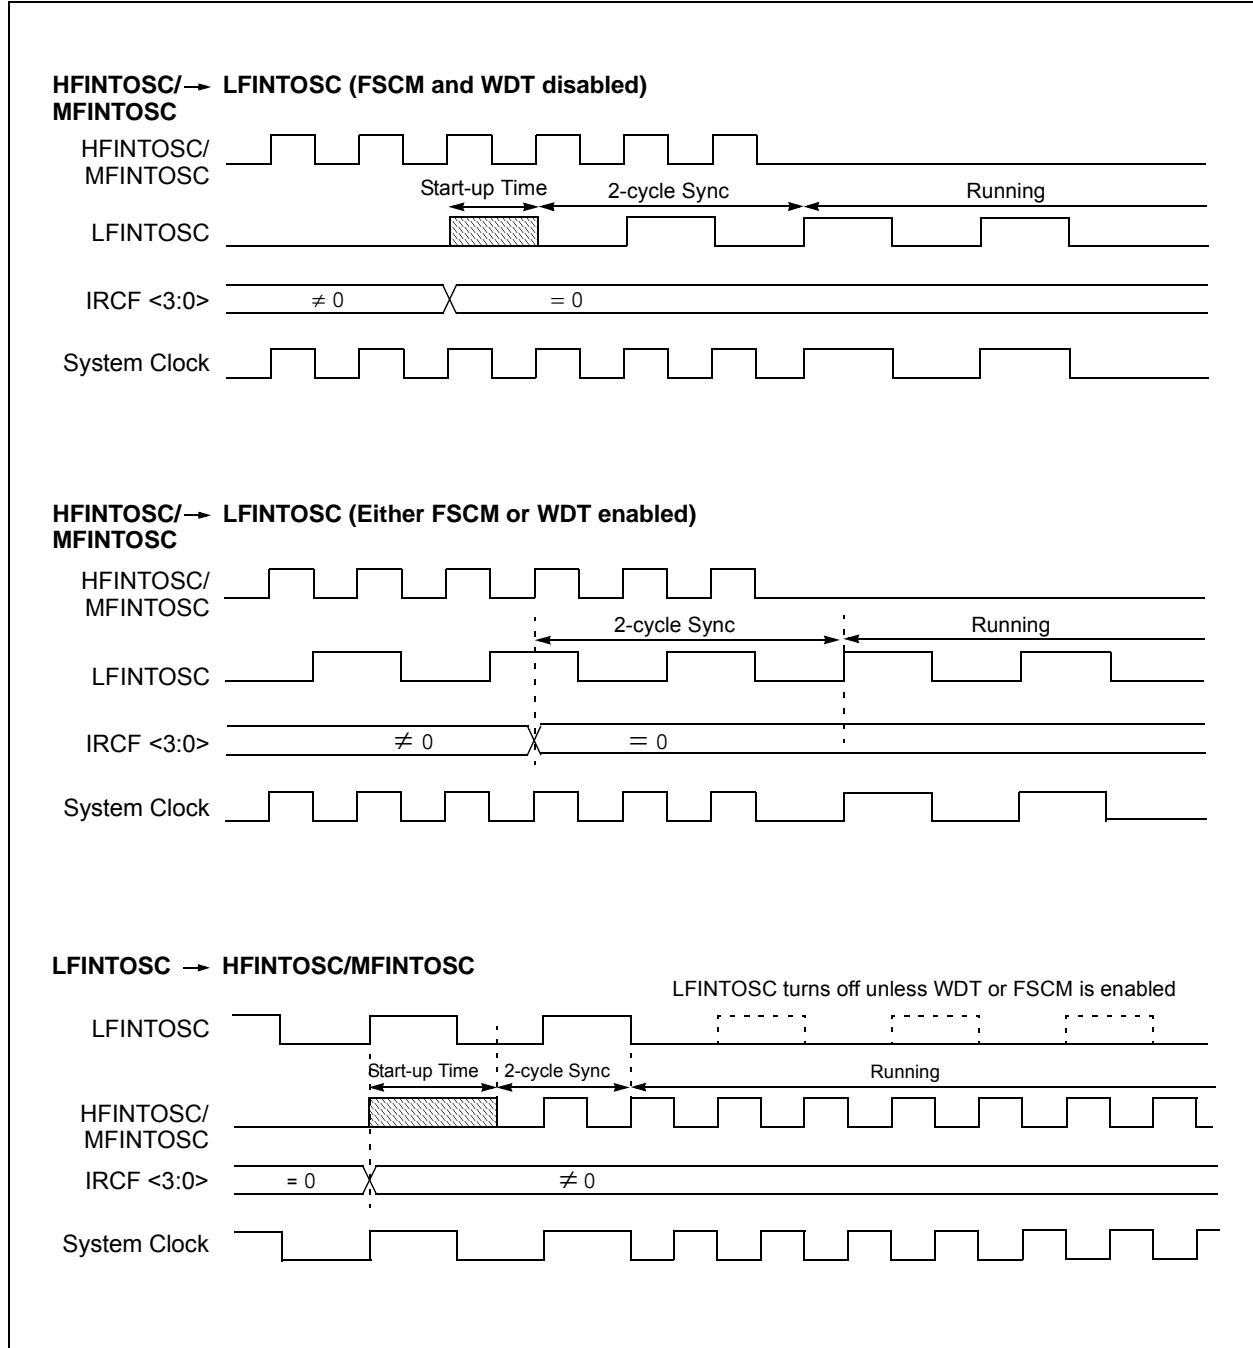 HFINTOSC/→ LFINTOSC (FSCM and WDT disabled)
MFINTOSC
HFINTOSC/
MFINTOSC
Start-up Time 2-cycle Sync Running
LFINTOSC
IRCF <3:0> ≠ 0 = 0
System Clock
HFINTOSC/→ LFINTOSC (Either FSCM or WDT enabled)
MFINTOSC
HFINTOSC/
MFINTOSC
2-cycle Sync Running
LFINTOSC
IRCF <3:0> ≠ 0 = 0
System Clock
LFINTOSC → HFINTOSC/MFINTOSC
LFINTOSC turns off unless WDT or FSCM is enabled
LFINTOSC
Start-up Time 2-cycle Sync Running
HFINTOSC/
MFINTOSC
IRCF <3:0> = 0 ≠ 0
System Clock